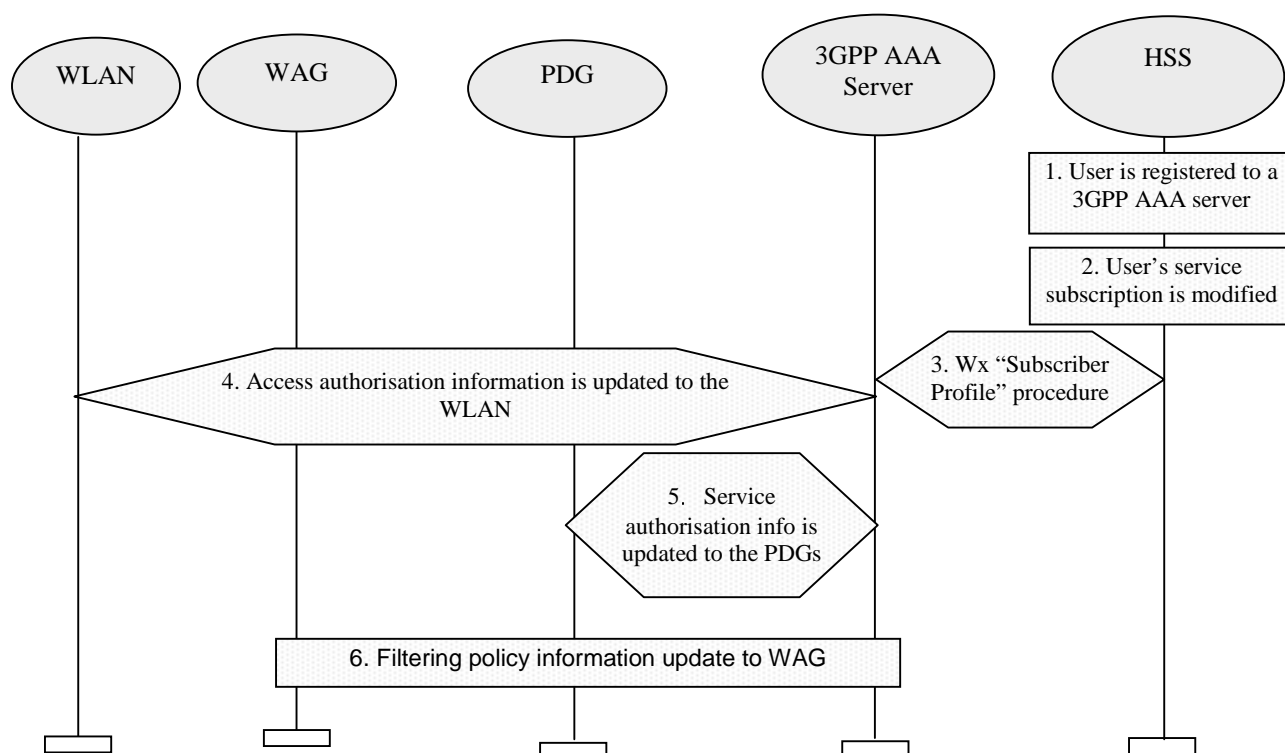 WLAN
WAG
PDG
3GPP AAA
Server
HSS
1. User is registered to a
3GPP AAA server
2. User’s service
subscription is modified
3. Wx “Subscriber
Profile” procedure
4. Access authorisation information is updated to the
WLAN
5. Service
authorisation info is
updated to the PDGs
6. Filtering policy information update to WAG